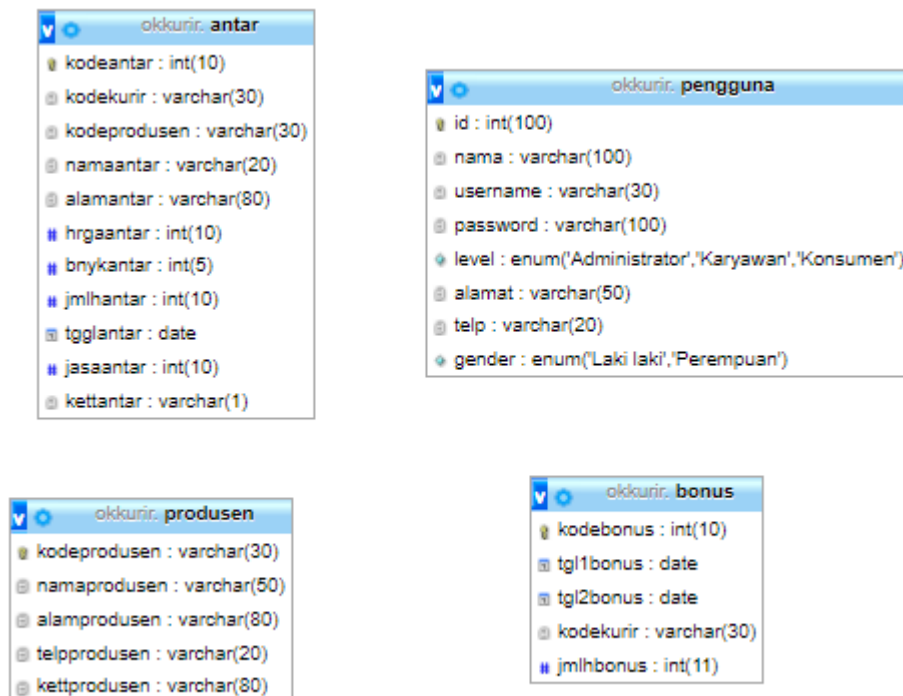 okkurir. antar
kodeantar : int(10)
kodekurir : varchar(30)
kodeprodusen : varchar(30)
namaantar : varchar(20)
alamantar : varchar(80)
hrgaantar : int(10)
bnykantar : int(5)
jmlhantar : int(10)
tgglantar : date
jasaantar : int(10)
kettantar : varchar(1)
okkurir. pengguna
id : int(100)
nama : varchar(100)
username : varchar(30)
password : varchar(100)
level : enum('Administrator','Karyawan','Konsumen')
alamat : varchar(50)
telp : varchar(20)
gender : enum('Laki laki','Perempuan')
okkurir. produsen
kodeprodusen : varchar(30)
namaprodusen : varchar(50)
alamprodusen : varchar(80)
telpprodusen : varchar(20)
kettprodusen : varchar(80)
okkurir. bonus
kodebonus : int(10)
tgl1bonus : date
tgl2bonus : date
kodekurir : varchar(30)
jmlhbonus : int(11)